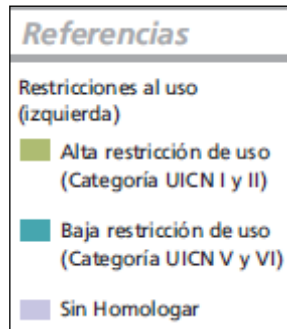 Referencias
Restricciones al uso
(izquierda)
Alta restricción de uso
(Categoría UICN I y II)
Baja restricción de uso
(Categoría UICN V y VI)
Sin Homologar